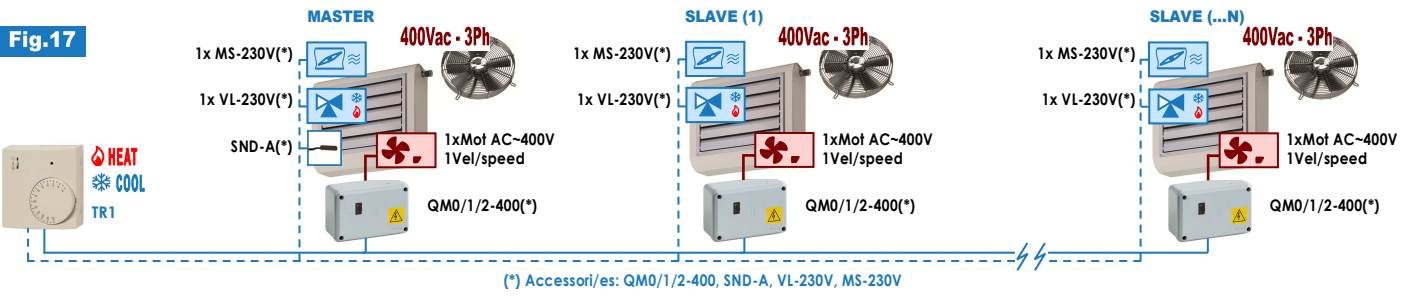 Fig.17
MASTER
400Vac - 3Ph
1x MS-230V(*)
1x VL-230V(*)
SND-A(*)
1xMot AC~400V
1Vel/speed
QM0/1/2-400(*)
SLAVE (1)
400Vac - 3Ph
1x MS-230V(*)
1x VL-230V(*)
1xMot AC~400V
1Vel/speed
QM0/1/2-400(*)
SLAVE (...N)
400Vac - 3Ph
1x MS-230V(*)
1x VL-230V(*)
1xMot AC~400V
1Vel/speed
QM0/1/2-400(*)
HEAT
COOL
TR1
(*) Accessori/es: QM0/1/2-400, SND-A, VL-230V, MS-230V